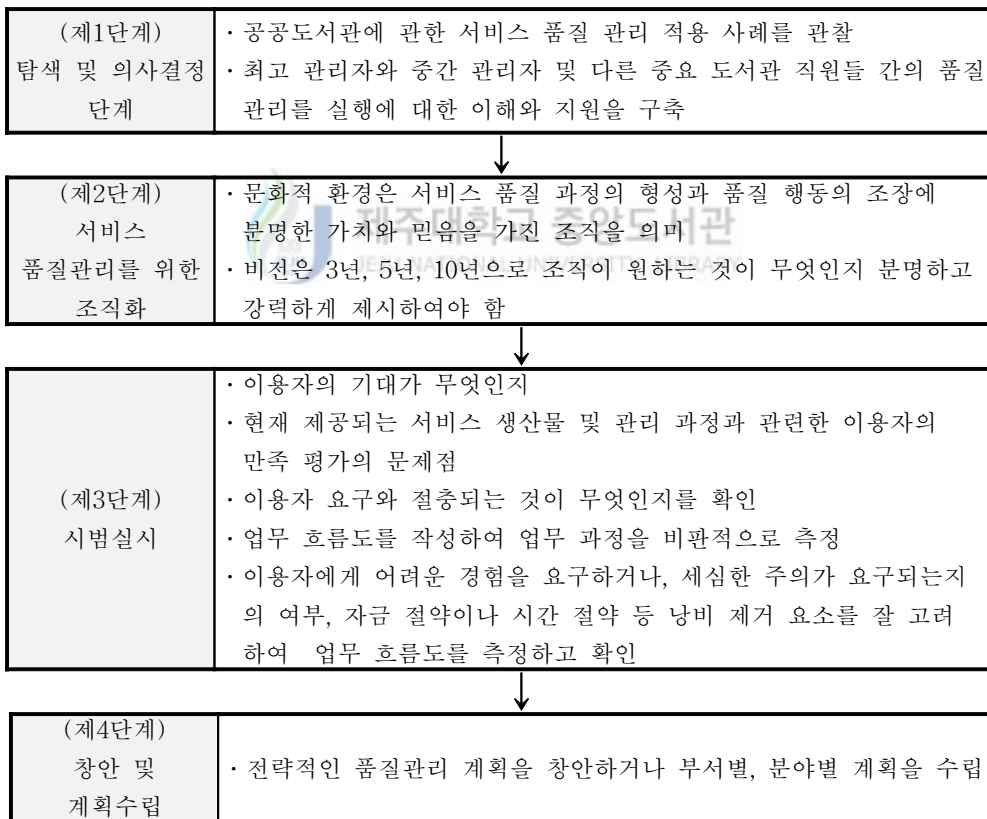 (제1단계)
탐색 및 의사결정
단계
· 공공도서관에 관한 서비스 품질 관리 적용 사례를 관찰
· 최고 관리자와 중간 관리자 및 다른 중요 도서관 직원들 간의 품질
관리를 실행에 대한 이해와 지원을 구축
(제2단계)
서비스
품질관리를 위한
조직화
· 문화적 환경은 서비스 품질 과정의 형성과 품질 행동의 조장에
분명한 가치와 믿음을 가진 조직을 의미
· 비전은 3년, 5년, 10년으로 조직이 원하는 것이 무엇인지 분명하고
강력하게 제시하여야 함
제주대학교 중앙도서관
JEJU NATIONAL UNIVERSITY LIBRARY
(제3단계)
시범실시
· 이용자의 기대가 무엇인지
· 현재 제공되는 서비스 생산물 및 관리 과정과 관련한 이용자의
만족 평가의 문제점
· 이용자 요구와 절충되는 것이 무엇인지를 확인
· 업무 흐름도를 작성하여 업무 과정을 비판적으로 측정
· 이용자에게 어려운 경험을 요구하거나, 세심한 주의가 요구되는지
의 여부, 자금 절약이나 시간 절약 등 낭비 제거 요소를 잘 고려
하여 업무 흐름도를 측정하고 확인
(제4단계)
창안 및
계획수립
· 전략적인 품질관리 계획을 창안하거나 부서별, 분야별 계획을 수립